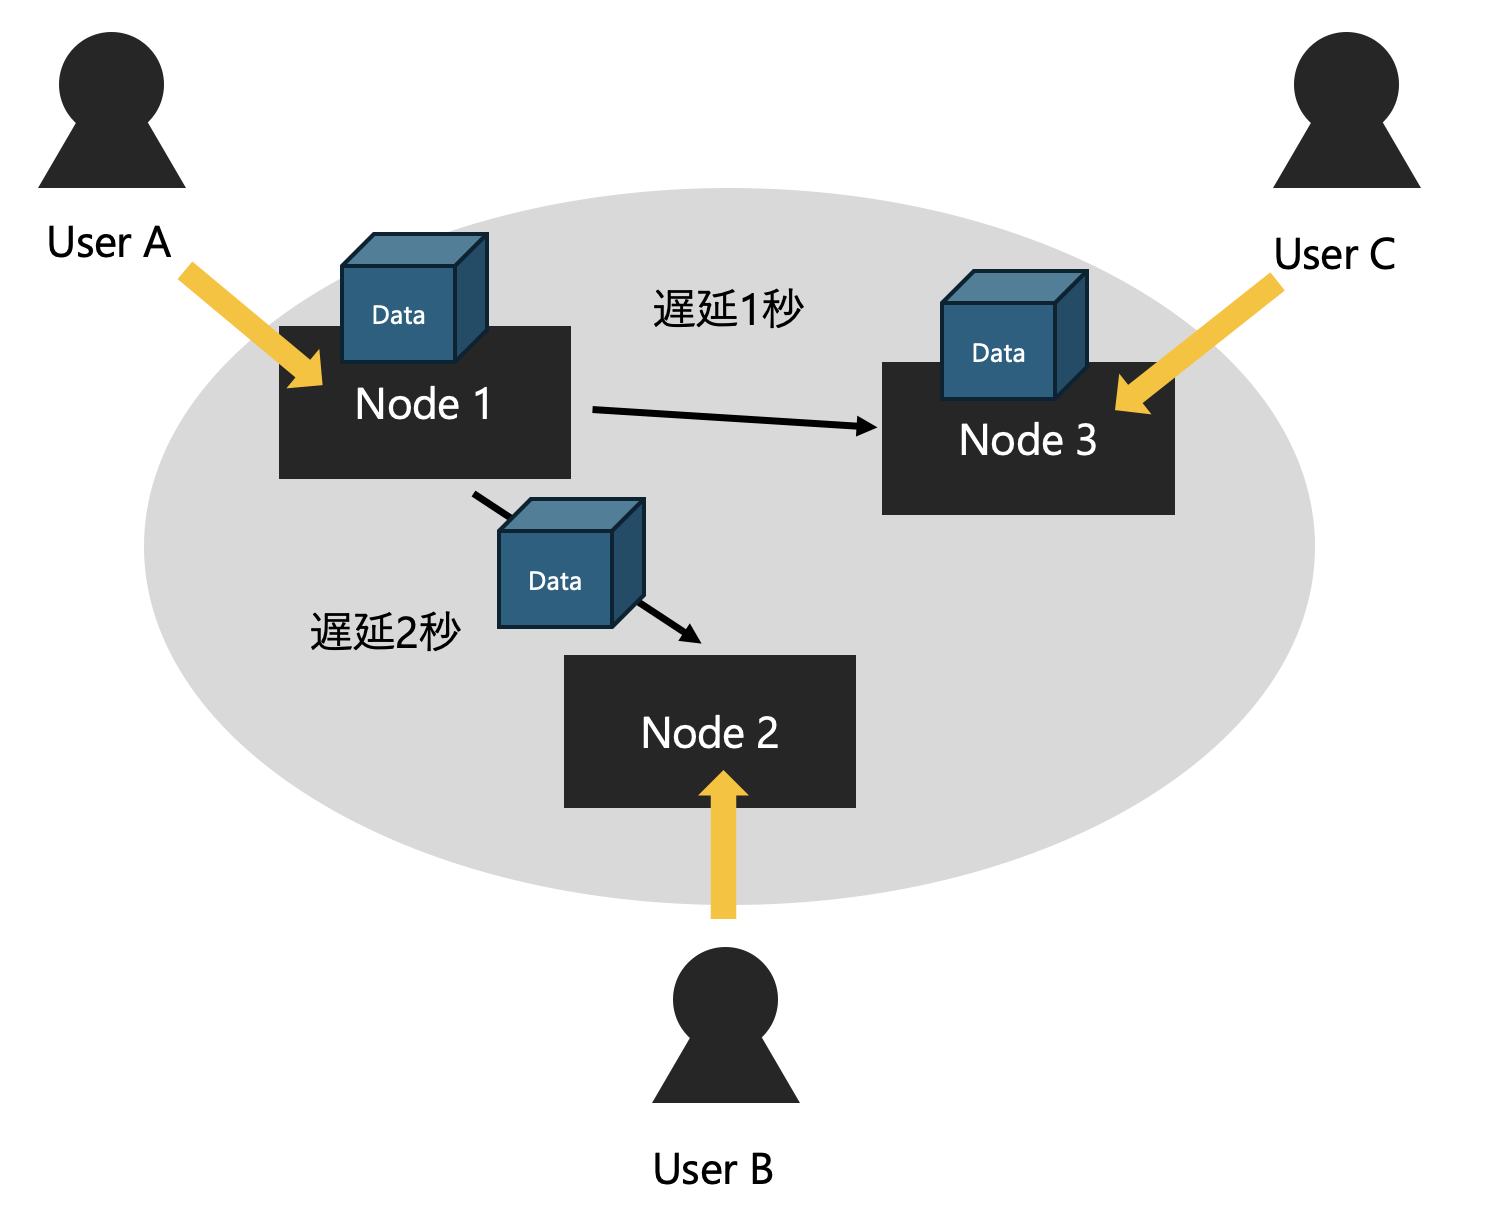 User A
User C
Data
遅延1秒
Data
Node 1
Node 3
Data
遅延2秒
Node 2
User B